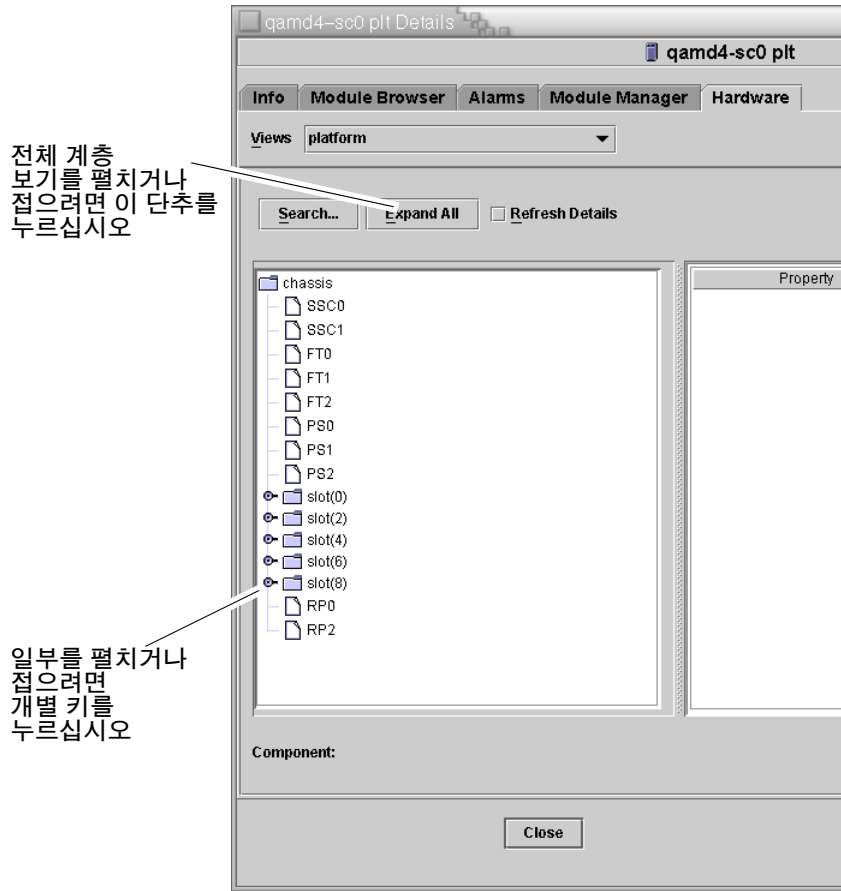 qamd4–sc0 plt Details
qamd4-sc0 plt
Info Module Browser Alarms Module Manager Hardware
Views platform
전체 계층
보기를 펼치거나
접으려면 이 단추를
누르십시오
Search... Expand All Refresh Details
chassis
SSC0
SSC1
FT0
FT1
FT2
PS0
PS1
PS2
slot(0)
slot(2)
slot(4)
slot(6)
slot(8)
RP0
RP2
Property
일부를 펼치거나
접으려면
개별 키를
누르십시오
Component:
Close